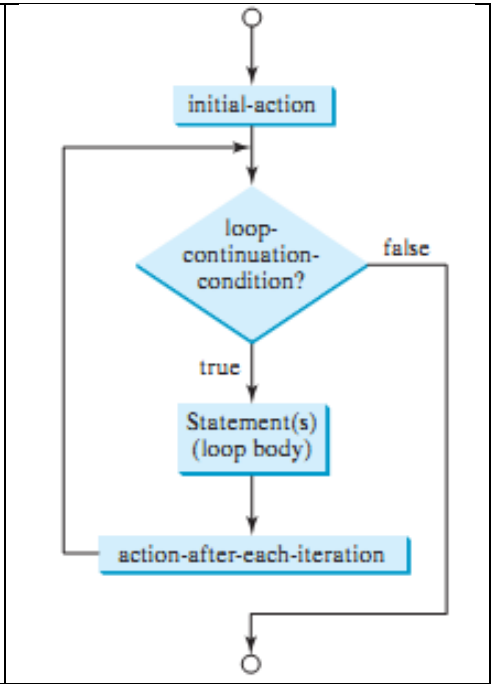 initial-action
loop-
continuation-
condition?
false
true
Statement(s)
(loop body)
action-after-each-iteration